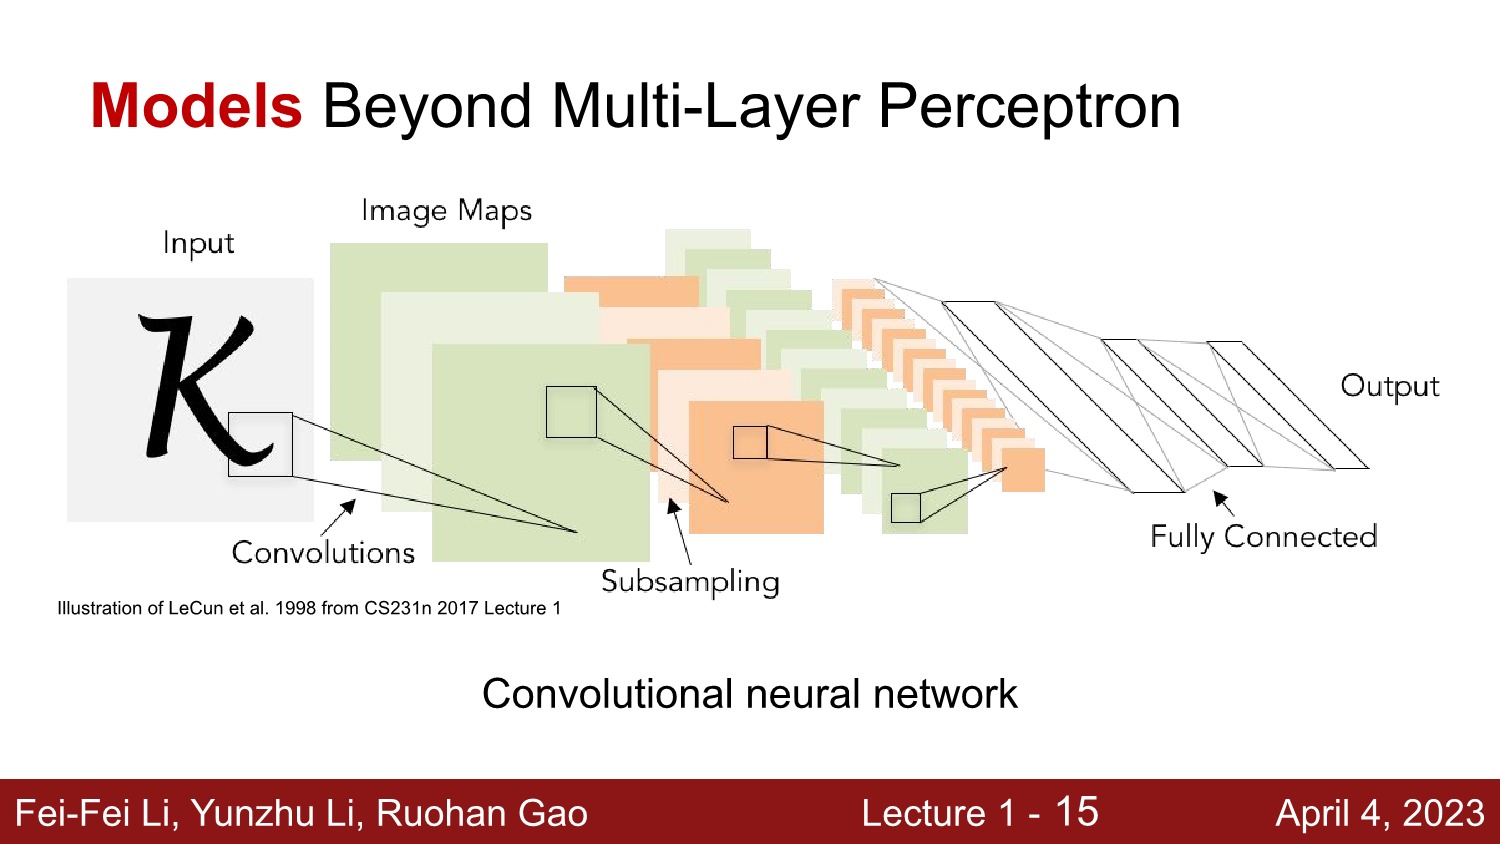 Models Beyond Multi-Layer Perceptron
Image Maps
Input
K
Output
Fully Connected
Convolutions
Subsampling
Illustration of LeCun et al. 1998 from CS231n 2017 Lecture 1
Convolutional neural network
Fei-Fei Li, Yunzhu Li, Ruohan Gao Lecture 1 - 15 April 4, 2023